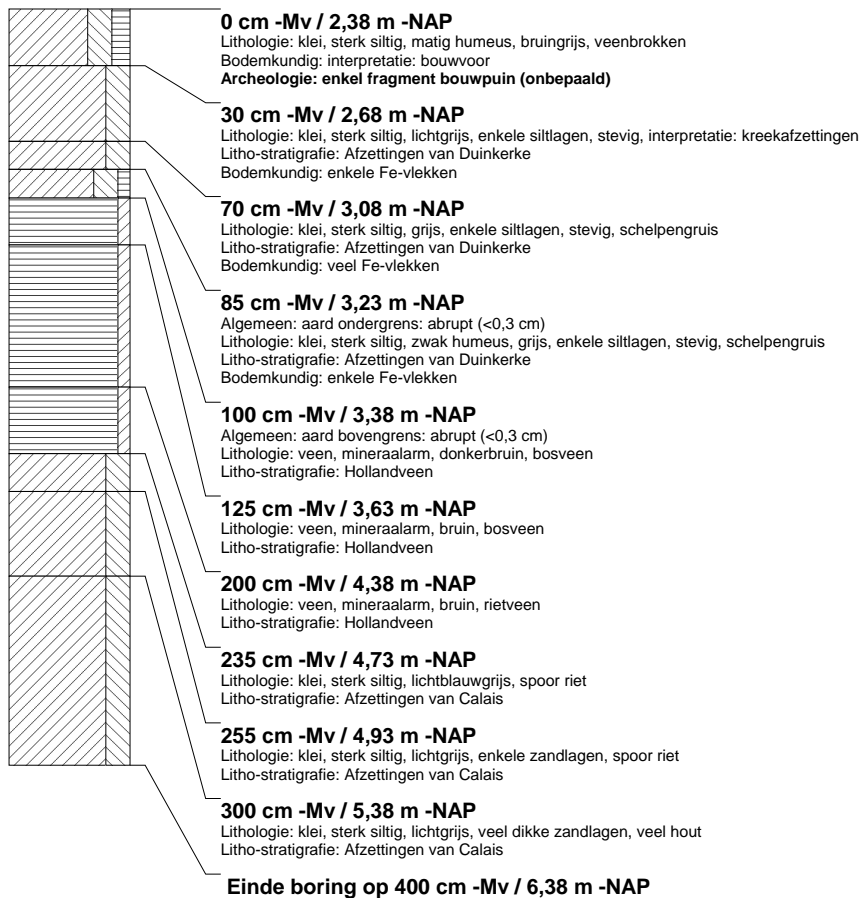 0 cm -Mv / 2,38 m -NAP
Lithologie: klei, sterk siltig, matig humeus, bruingrijs, veenbrokken
Bodemkundig: interpretatie: bouwvoor
Archeologie: enkel fragment bouwpuin (onbepaald)
30 cm -Mv / 2,68 m -NAP
Lithologie: klei, sterk siltig, lichtgrijs, enkele siltlagen, stevig, interpretatie: kreekafzettingen
Litho-stratigrafie: Afzettingen van Duinkerke
Bodemkundig: enkele Fe-vlekken
70 cm -Mv / 3,08 m -NAP
Lithologie: klei, sterk siltig, grijs, enkele siltlagen, stevig, schelpengruis
Litho-stratigrafie: Afzettingen van Duinkerke
Bodemkundig: veel Fe-vlekken
85 cm -Mv / 3,23 m -NAP
Algemeen: aard ondergrens: abrupt (<0,3 cm)
Lithologie: klei, sterk siltig, zwak humeus, grijs, enkele siltlagen, stevig, schelpengruis
Litho-stratigrafie: Afzettingen van Duinkerke
Bodemkundig: enkele Fe-vlekken
100 cm -Mv / 3,38 m -NAP
Algemeen: aard bovengrens: abrupt (<0,3 cm)
Lithologie: veen, mineraalarm, donkerbruin, bosveen
Litho-stratigrafie: Hollandveen
125 cm -Mv / 3,63 m -NAP
Lithologie: veen, mineraalarm, bruin, bosveen
Litho-stratigrafie: Hollandveen
200 cm -Mv / 4,38 m -NAP
Lithologie: veen, mineraalarm, bruin, rietveen
Litho-stratigrafie: Hollandveen
235 cm -Mv / 4,73 m -NAP
Lithologie: klei, sterk siltig, lichtblauwgrijs, spoor riet
Litho-stratigrafie: Afzettingen van Calais
255 cm -Mv / 4,93 m -NAP
Lithologie: klei, sterk siltig, lichtgrijs, enkele zandlagen, spoor riet
Litho-stratigrafie: Afzettingen van Calais
300 cm -Mv / 5,38 m -NAP
Lithologie: klei, sterk siltig, lichtgrijs, veel dikke zandlagen, veel hout
Litho-stratigrafie: Afzettingen van Calais
Einde boring op 400 cm -Mv / 6,38 m -NAP